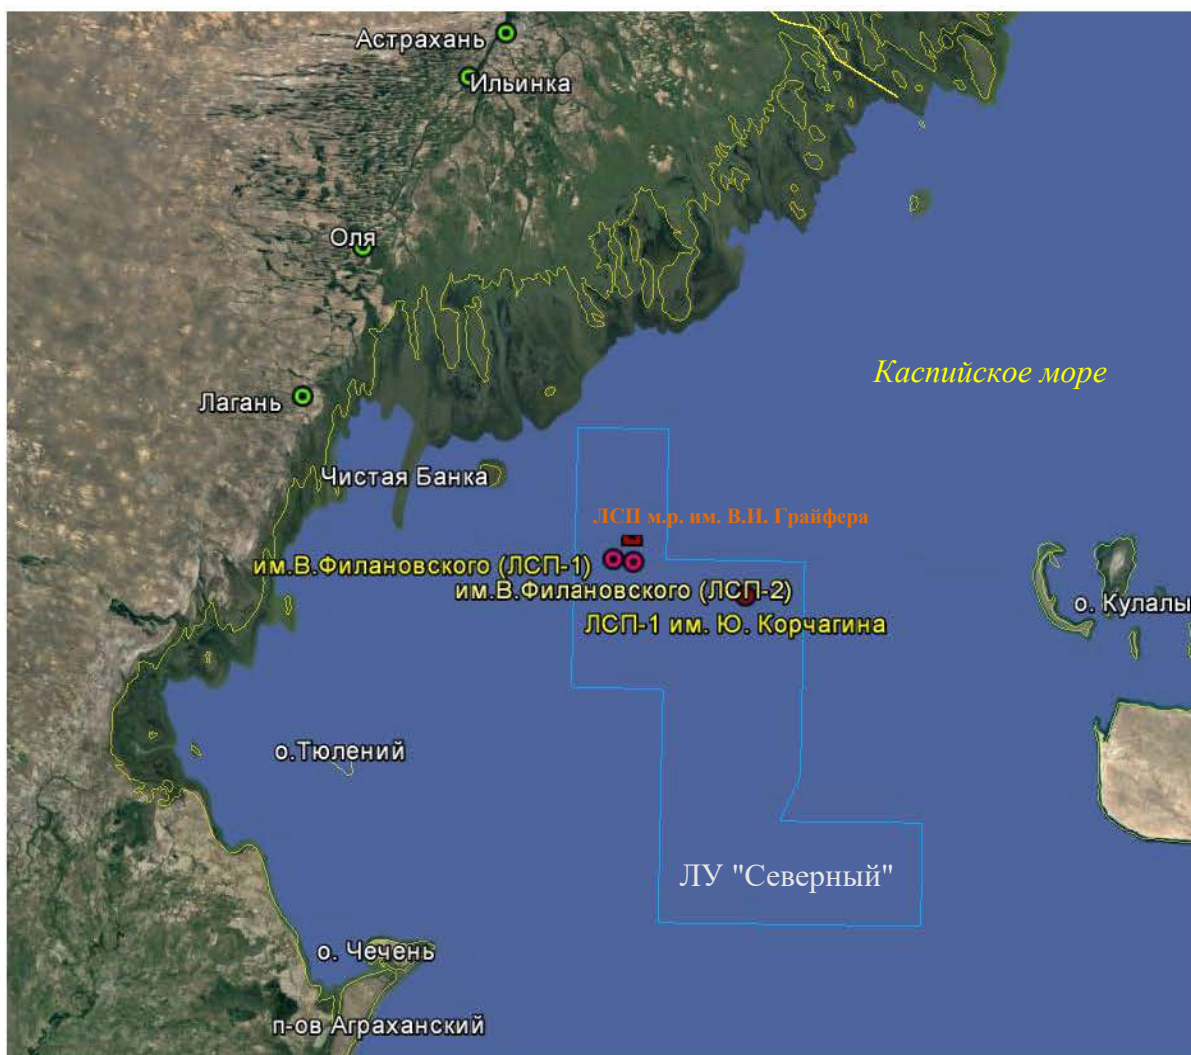 Астрахань
Ильинка
Оля
Каспийское море
Лагань
Чистая Банка
ЛСП м.р. им. В.И. Грайфера
им.В.Филановского (ЛСП-1)
им.В.Филановского (ЛСП-2)
о. Кулалы
ЛСП-1 им. Ю. Корчагина
о.Тюлений
ЛУ "Северный"
о. Чечень
п-ов Аграханский